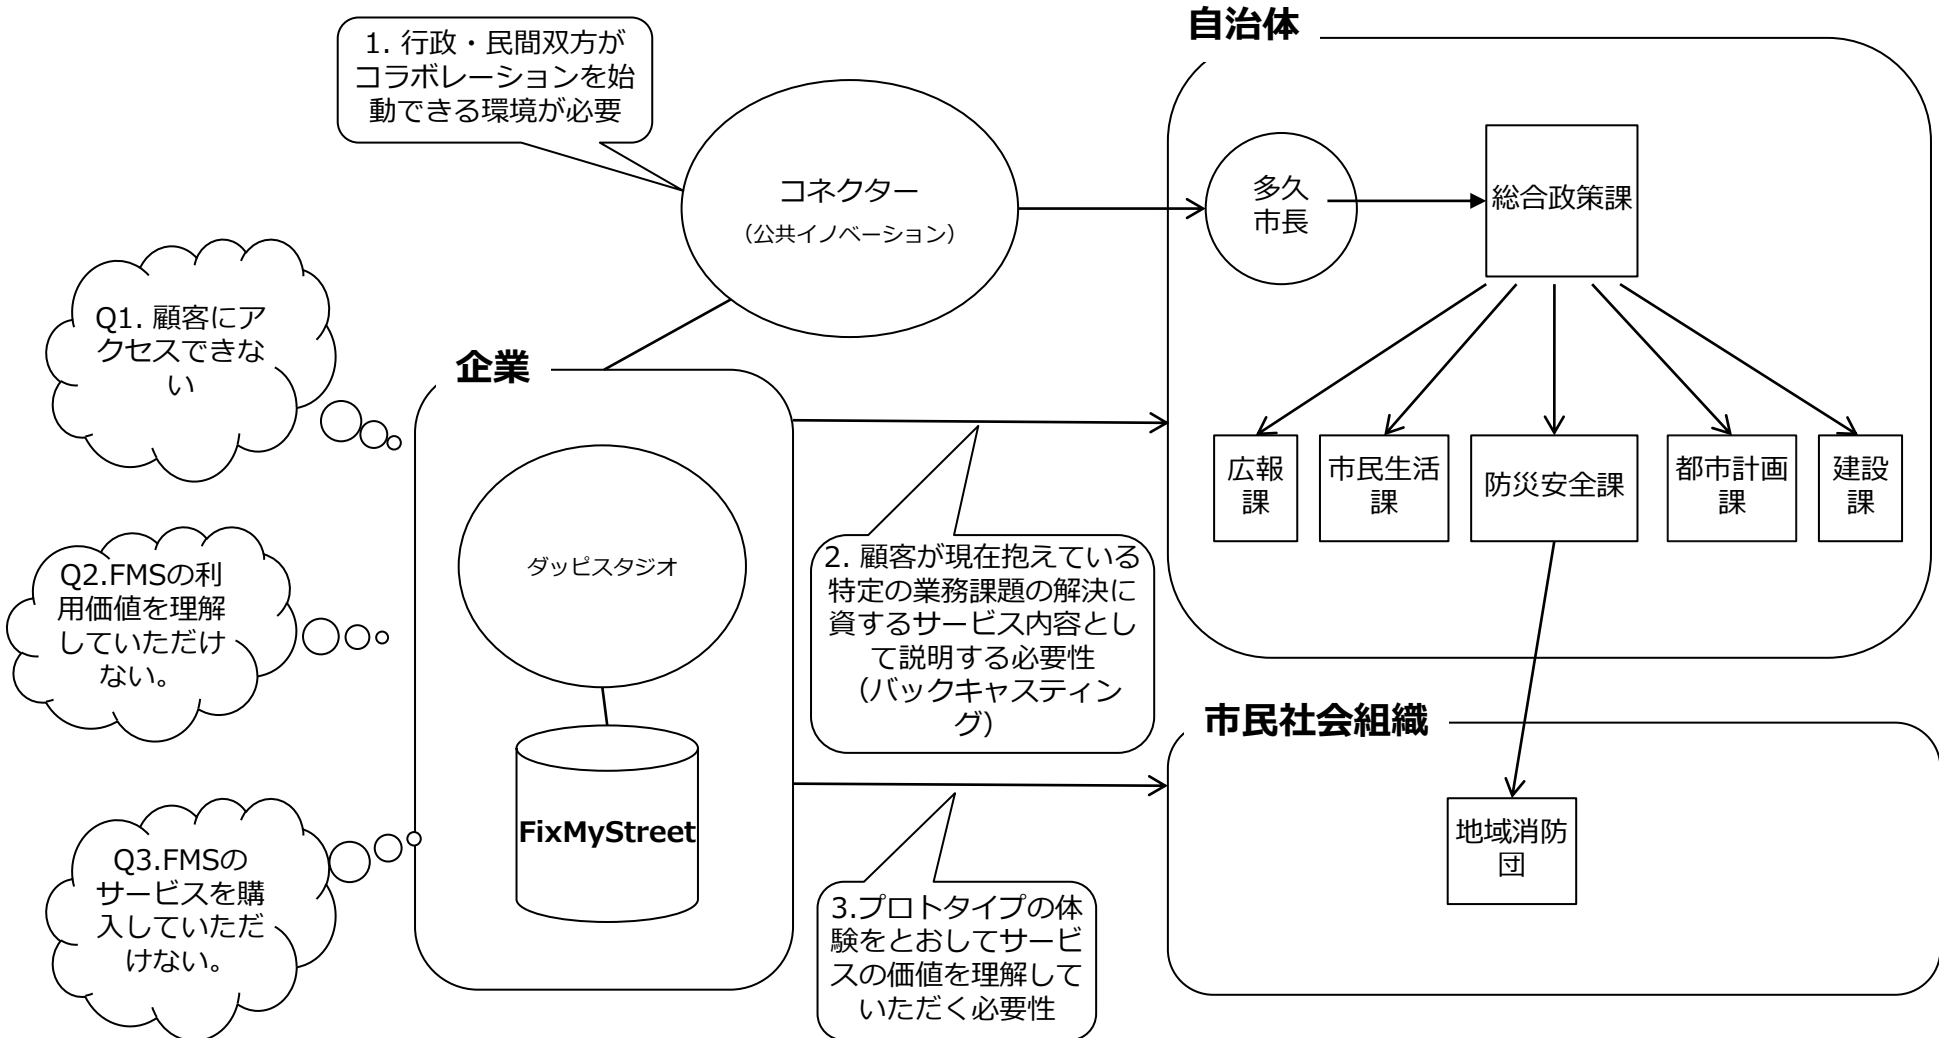 自治体
1. 行政・民間双方が
コラボレーションを始
動できる環境が必要
コネクター
（公共イノベーション）
多久
市長
総合政策課
Q1. 顧客にア
クセスできな
い
企業
広報
課
市民生活
課
防災安全課
都市計画
課
建設
課
ダッピスタジオ
2. 顧客が現在抱えている
特定の業務課題の解決に
資するサービス内容とし
て説明する必要性
（バックキャスティン
グ）
Q2.FMSの利
用価値を理解
していただけ
ない。
市民社会組織
FixMyStreet
地域消防
団
Q3.FMSの
サービスを購
入していただ
けない。
3.プロトタイプの体
験をとおしてサービ
スの価値を理解して
いただく必要性